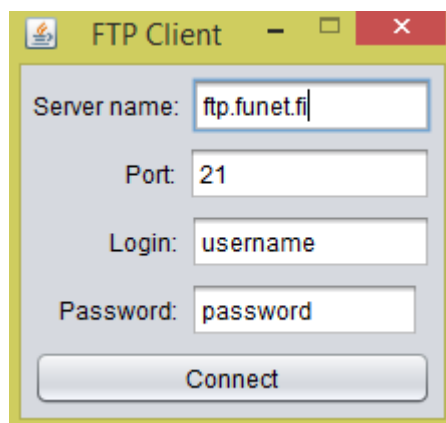 FTP Client
Server name: ftp.funet.fi
Port: 21
Login: username
Password: password
Connect